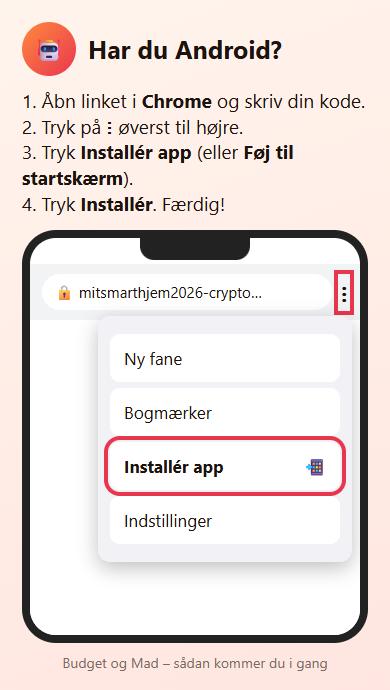 Har du Android?
1. Åbn linket i Chrome og skriv din kode.
2. Tryk på ⋮ øverst til højre.
3. Tryk Installér app (eller Føj til
startskærm).
4. Tryk Installér. Færdig!
mitsmarthjem2026-crypto...
Ny fane
Bogmærker
Installér app
Indstillinger
Budget og Mad – sådan kommer du i gang